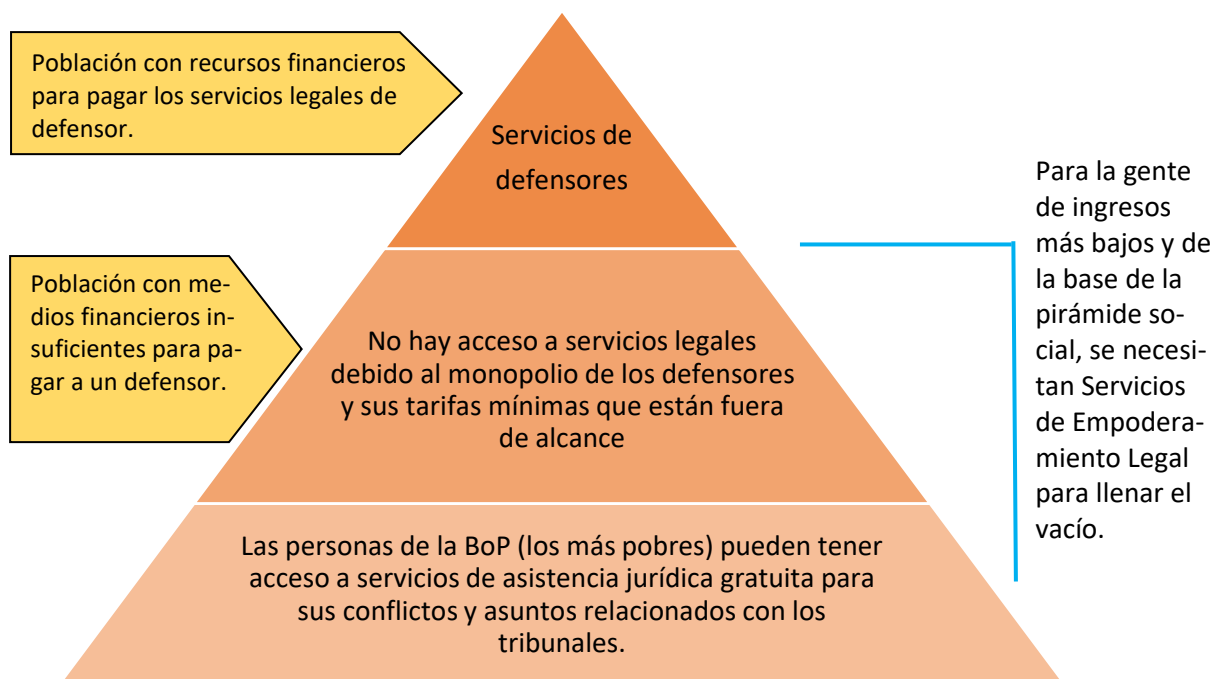 Población con recursos financieros
para pagar los servicios legales de
defensor.
Servicios de
defensores
Población con me-
dios financieros in-
suficientes para pa-
gar a un defensor.
No hay acceso a servicios legales
debido al monopolio de los defensores
y sus tarifas mínimas que están fuera
de alcance
Las personas de la BoP (los más pobres) pueden tener
acceso a servicios de asistencia jurídica gratuita para
sus conflictos y asuntos relacionados con los
tribunales.
Para la gente
de ingresos
más bajos y de
la base de la
pirámide so-
cial, se necesi-
tan Servicios
de Empodera-
miento Legal
para llenar el
vacío.